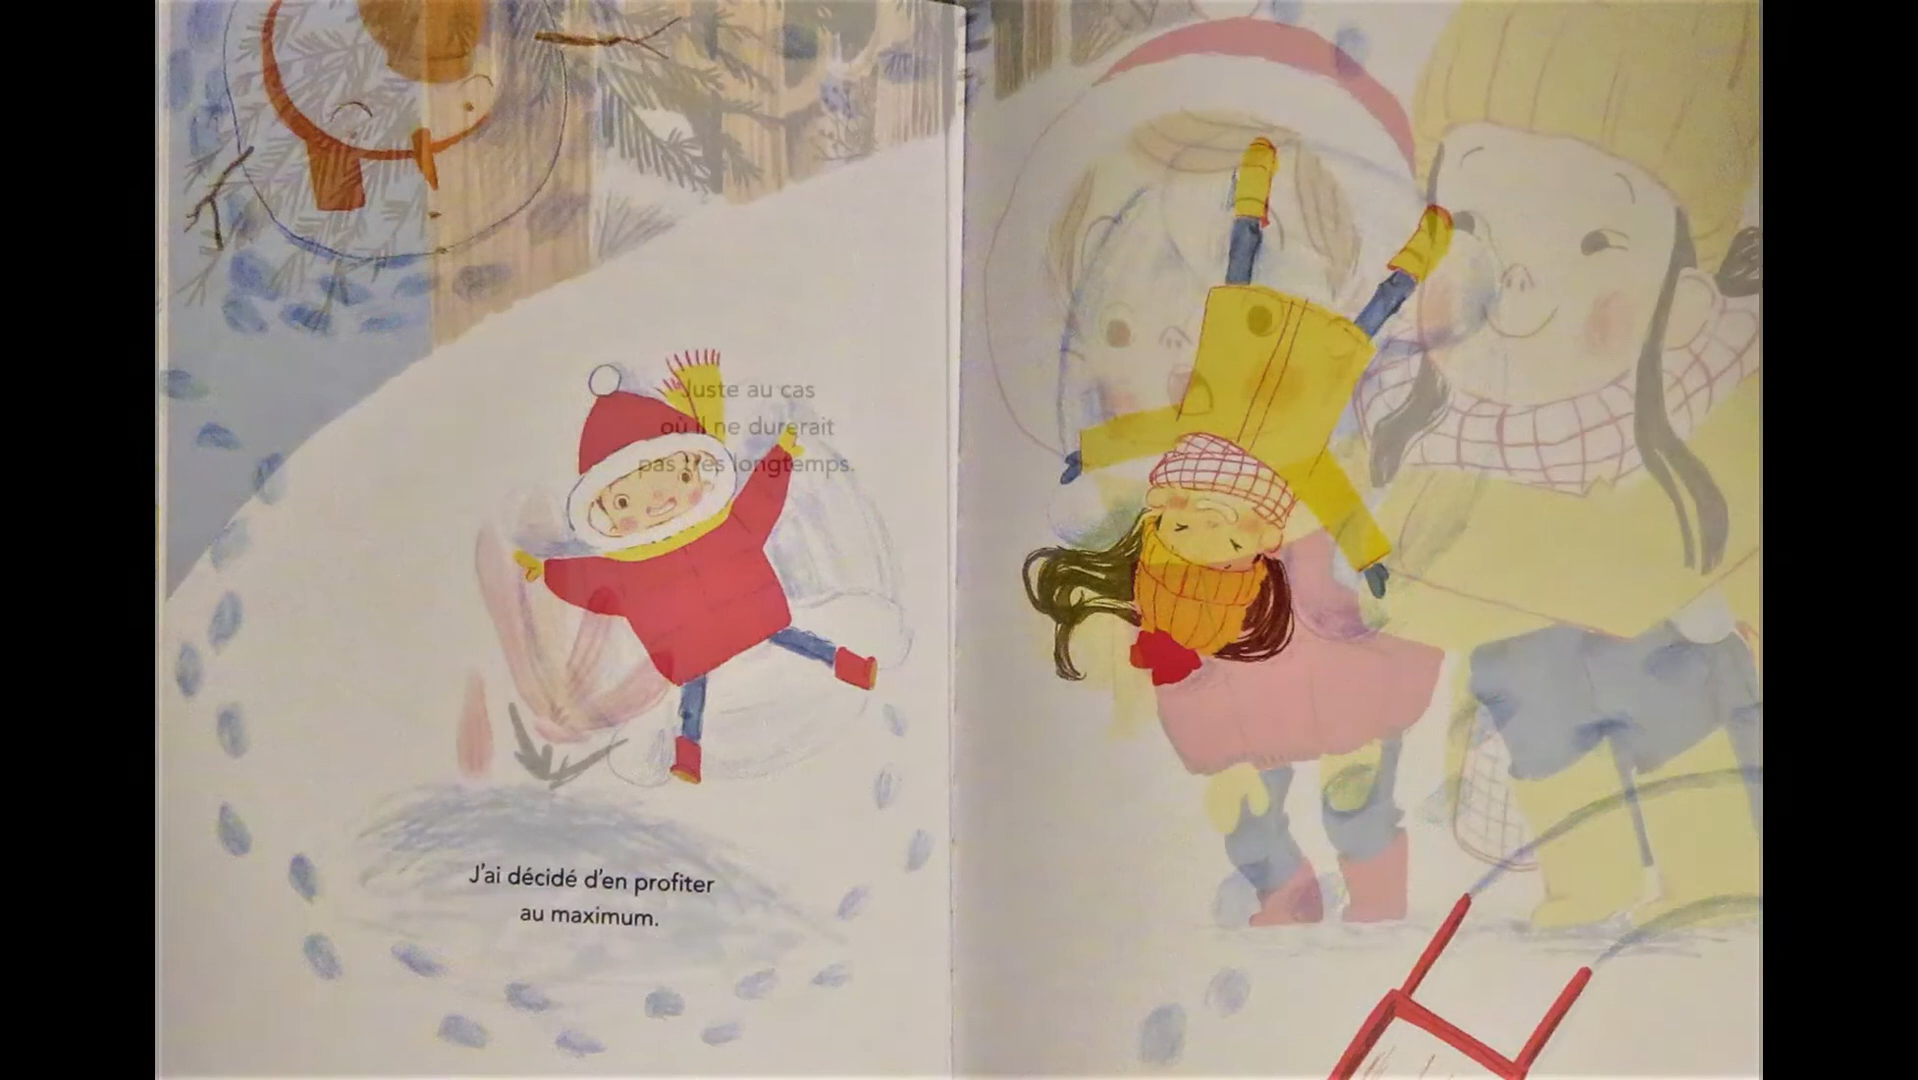 Juste au cas
où il ne durerait
pas très longtemps.
J'ai décidé d'en profiter
au maximum.